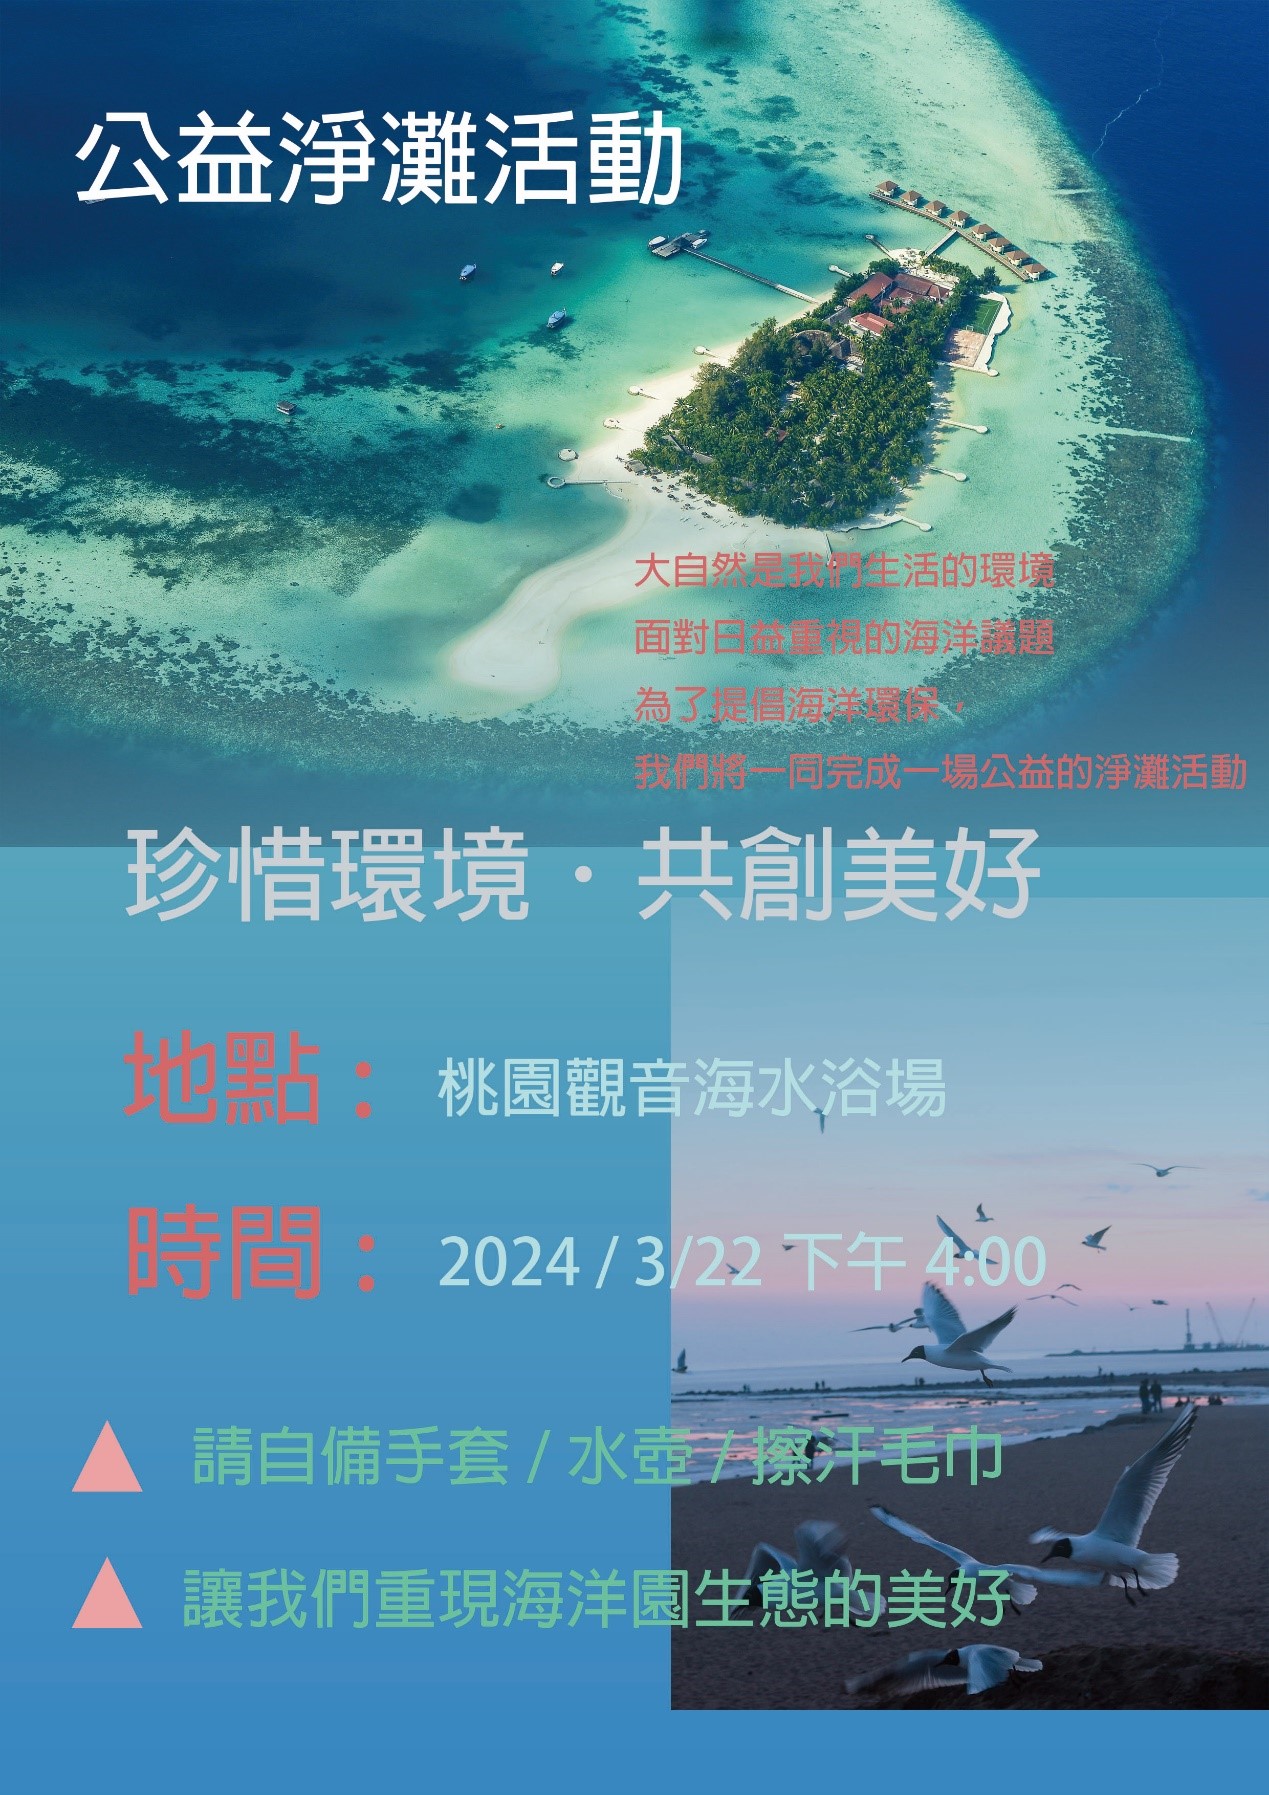 公益淨灘活動
大自然是我們生活的環境
面對日益重視的海洋議題
為了提倡海洋環保，
我們將一同完成一場公益的淨灘活動
珍惜環境・共創美好
地點： 桃園觀音海水浴場
時間： 2024 / 3/22 下午 4:00
▲ 請自備手套 / 水壺 / 擦汗毛巾
▲ 讓我們重現海洋園生態的美好